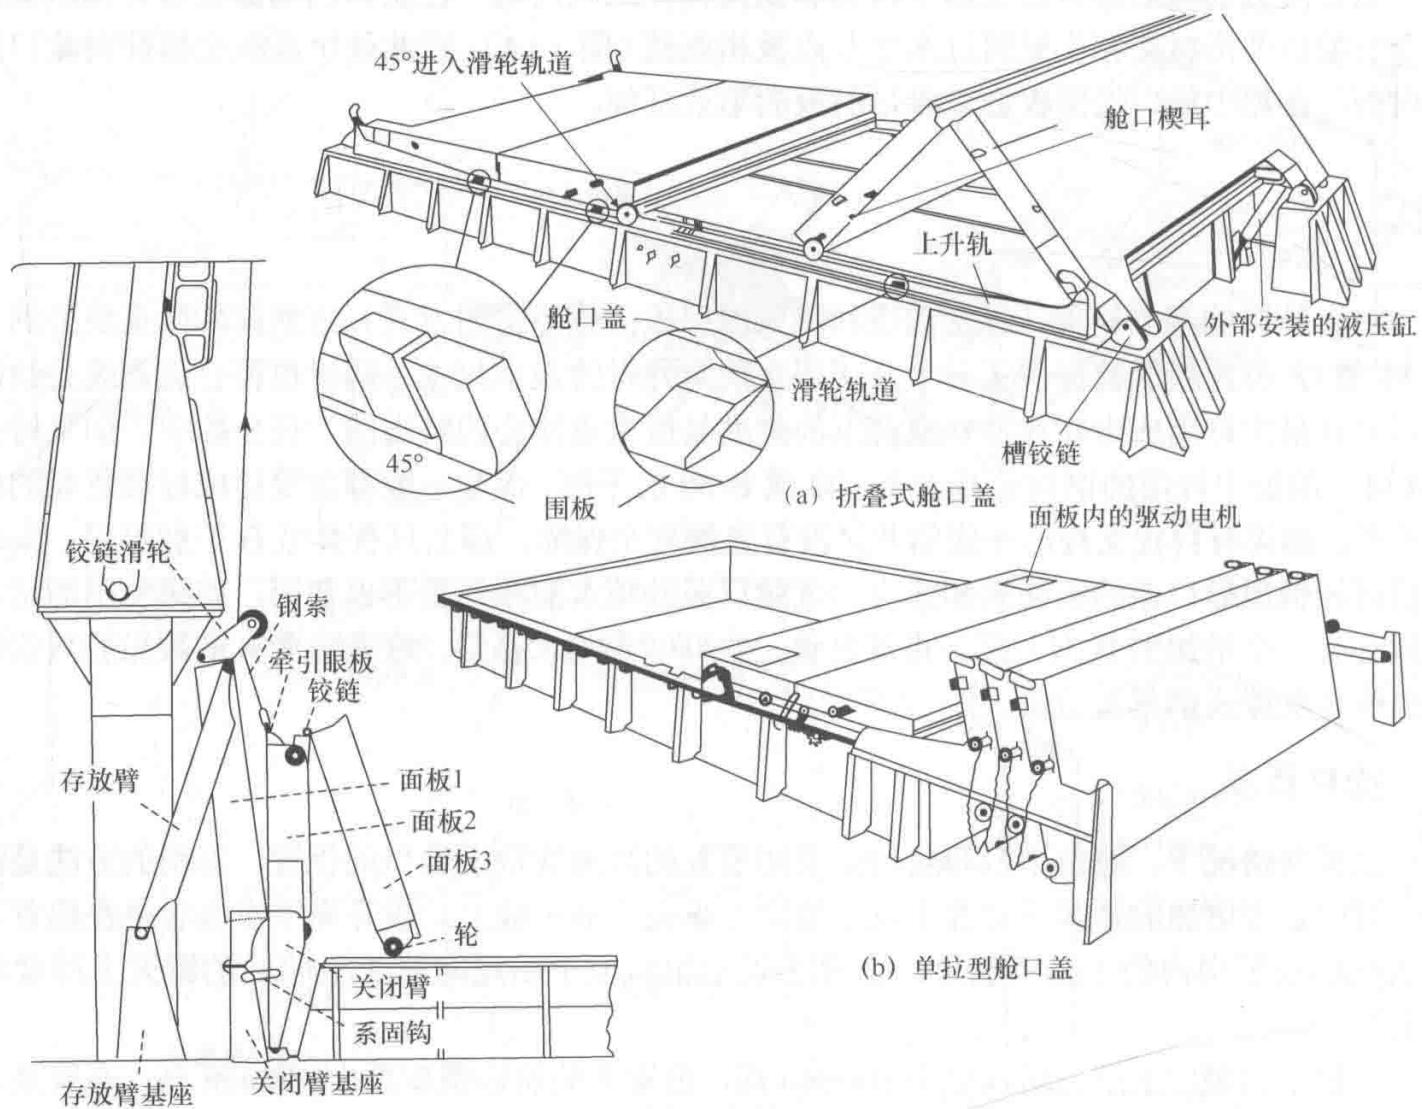 45°进入滑轮轨道
舱口楔耳
上升轨
舱口盖
外部安装的液压缸
滑轮轨道
45°
槽铰链
围板
(a) 折叠式舱口盖
面板内的驱动电机
铰链滑轮
钢索
牵引眼板
铰链
存放臂
面板1
面板2
面板3
轮
(b) 单拉型舱口盖
关闭臂
系固钩
存放臂基座
关闭臂基座